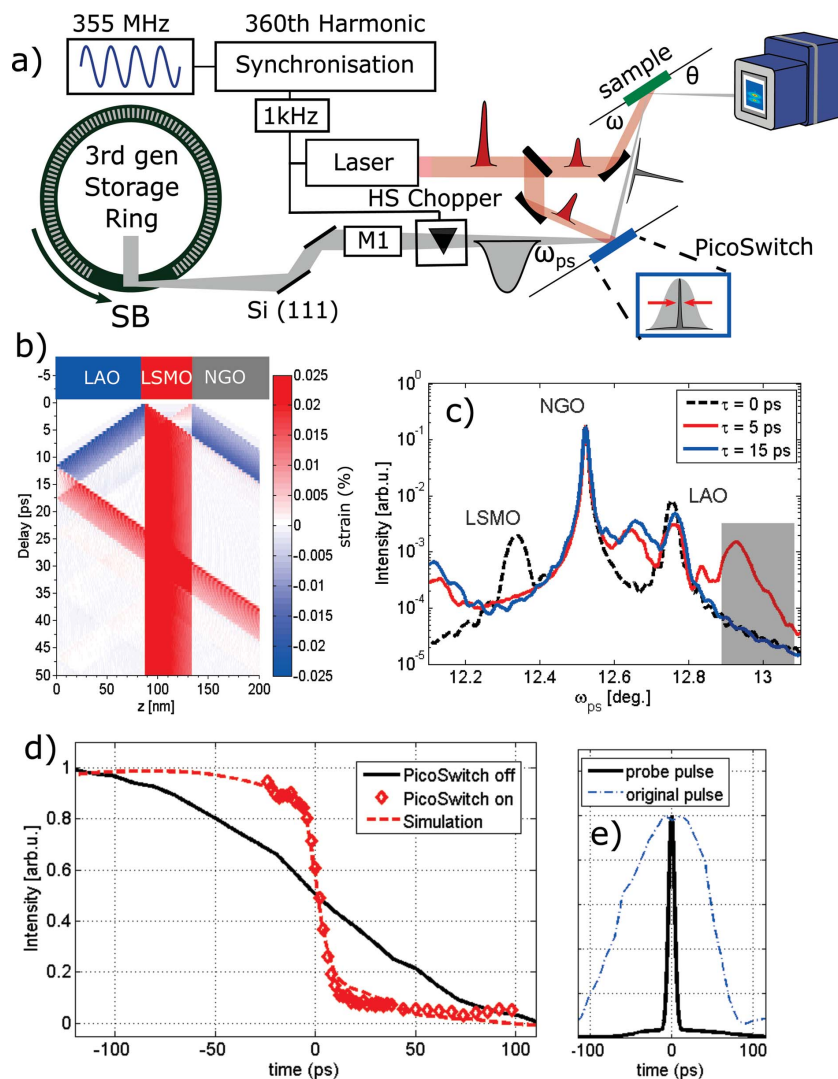 355 MHz
360th Harmonic
a)
Synchronisation
1kHz
3rd gen
Storage
Ring
SB
Laser
HS Chopper
M1
Si (111)
sample
θ
ω
ωps
PicoSwitch
b)
LAO LSMO NGO
-5
0
5
10
15
20
25
30
35
40
45
50
Delay [ps]
0 50 100 150 200
z [nm]
0.025
0.02
0.015
0.01
0.005
0
-0.005
-0.01
-0.015
-0.02
-0.025
strain (%)
c)
NGO
LSMO
LAO
τ = 0 ps
τ = 5 ps
τ = 15 ps
10^0
10^-1
10^-2
10^-3
10^-4
10^-5
Intensity [arb.u.]
12.2 12.4 12.6 12.8 13
ωps [deg.]
d)
PicoSwitch off
PicoSwitch on
Simulation
1
0.8
0.6
0.4
0.2
0
Intensity [arb.u.]
-100 -50 0 50 100
time (ps)
e)
probe pulse
original pulse
-100 0 100
time (ps)